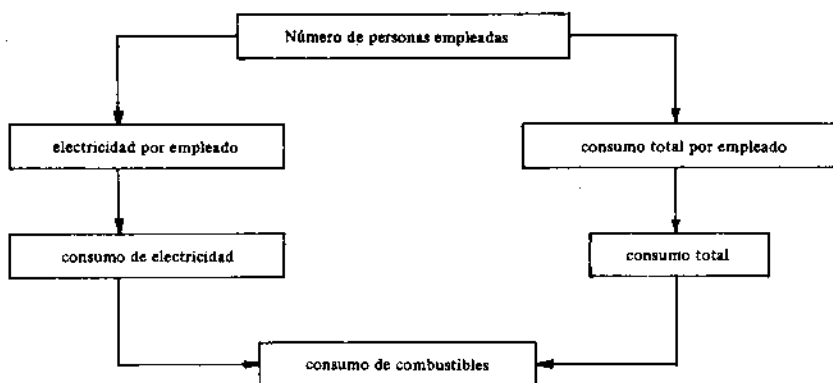 Número de personas empleadas
electricidad por empleado
consumo total por empleado
consumo de electricidad
consumo total
consumo de combustibles